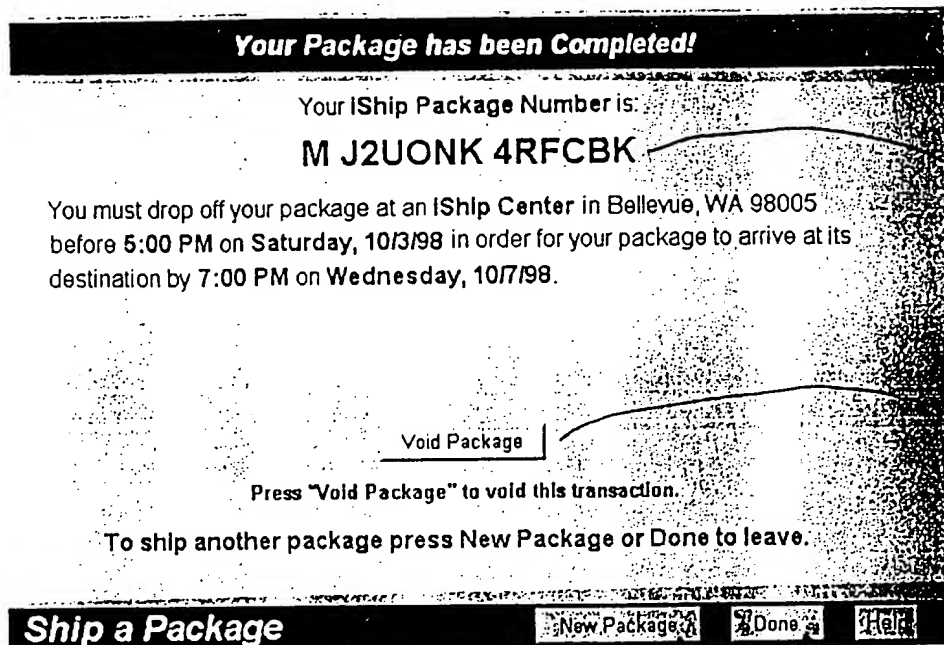 Your Package has been Completed!
Your iShip Package Number is:
M J2UONK 4RFCBK
You must drop off your package at an iShip Center in Bellevue, WA 98005
before 5:00 PM on Saturday, 10/3/98 in order for your package to arrive at its
destination by 7:00 PM on Wednesday, 10/7/98.
Void Package
Press "Void Package" to void this transaction.
To ship another package press New Package or Done to leave.
Ship a Package New Package Done Help